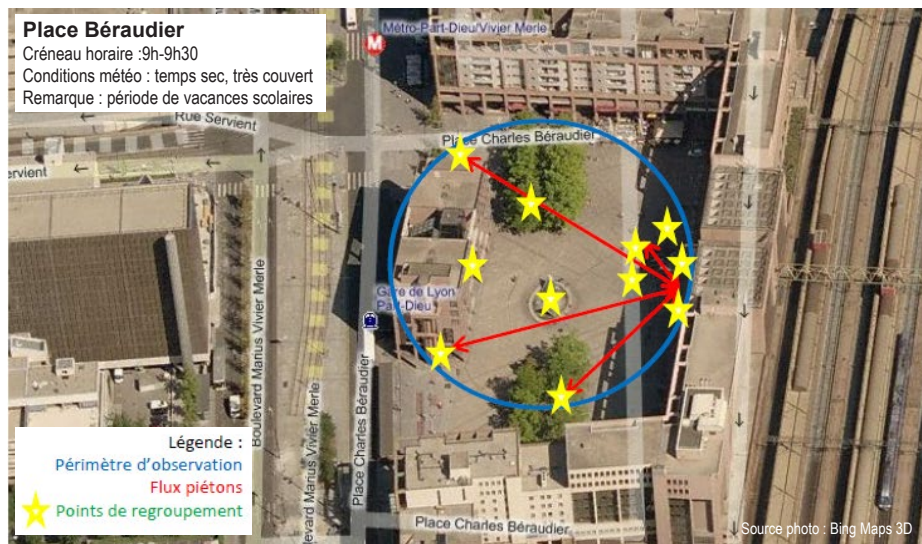 Place Béraudier
Créneau horaire :9h-9h30
Conditions météo : temps sec, très couvert
Remarque : période de vacances scolaires
Métro-Part-Dieu/Vivier Merle
M
Rue Servient
Place Charles Béraudier
ervient
Boulevard Marius Vivier Merle
Gare de Lyon
Part-Dieu
Place Charles Béraudier
levard Marius Vivier Merle
Légende :
Périmètre d'observation
Flux piétons
Points de regroupement
Place Charles Béraudier
Source photo : Bing Maps 3D